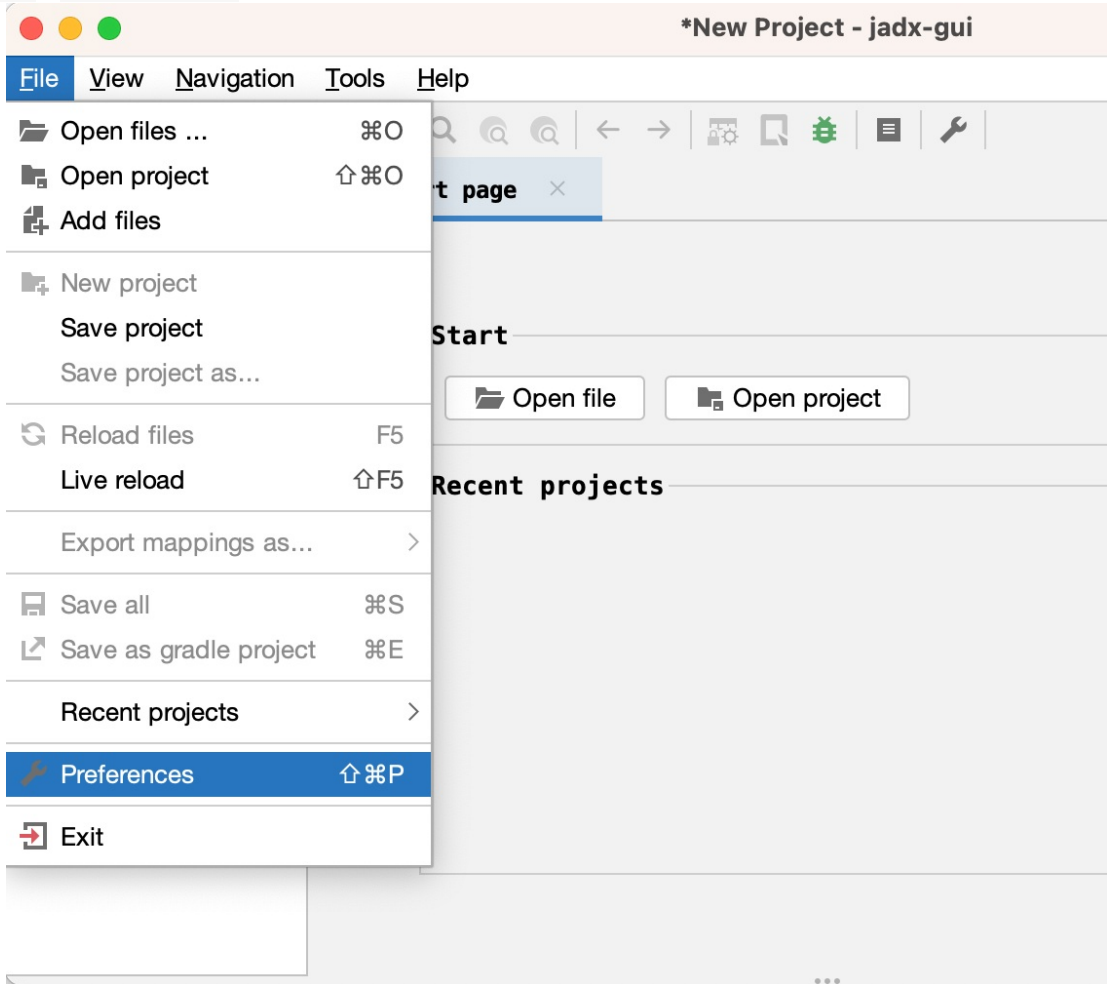 *New Project - jadx-gui
File View Navigation Tools Help
Open files ... ⌘O
Open project ⇧⌘O
Add files
New project
Save project
Save project as...
Reload files F5
Live reload ⇧F5
Export mappings as...
Save all ⌘S
Save as gradle project ⌘E
Recent projects
Preferences ⇧⌘P
Exit
page
Start
Open file Open project
Recent projects